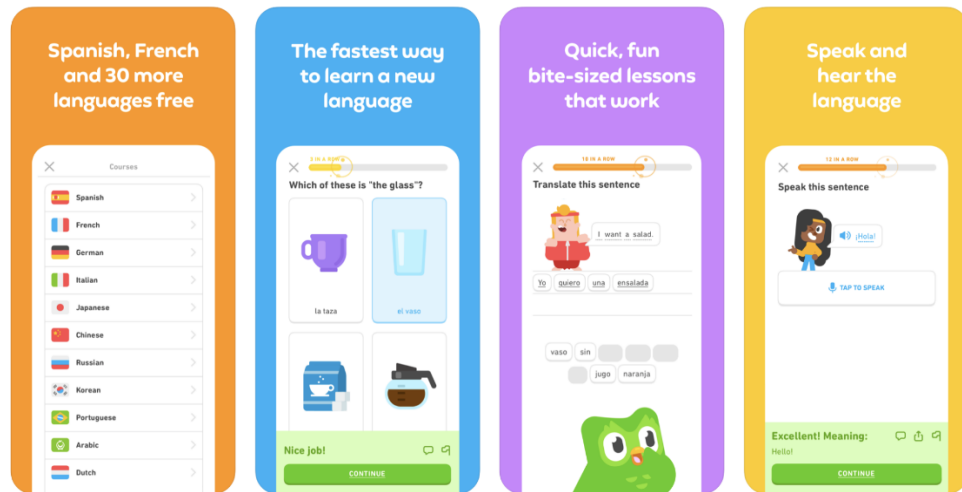 Spanish, French
and 30 more
languages free
Courses
Spanish
French
German
Italian
Japanese
Chinese
Russian
Korean
Portuguese
Arabic
Dutch
The fastest way
to learn a new
language
3 IN A ROW
Which of these is "the glass"?
la taza
el vaso
Nice job!
CONTINUE
Quick, fun
bite-sized lessons
that work
10 IN A ROW
Translate this sentence
I want a salad.
Yo quiero una ensalada
vaso sin
jugo naranja
Speak and
hear the
language
12 IN A ROW
Speak this sentence
¡Hola!
TAP TO SPEAK
Excellent! Meaning:
Hello!
CONTINUE